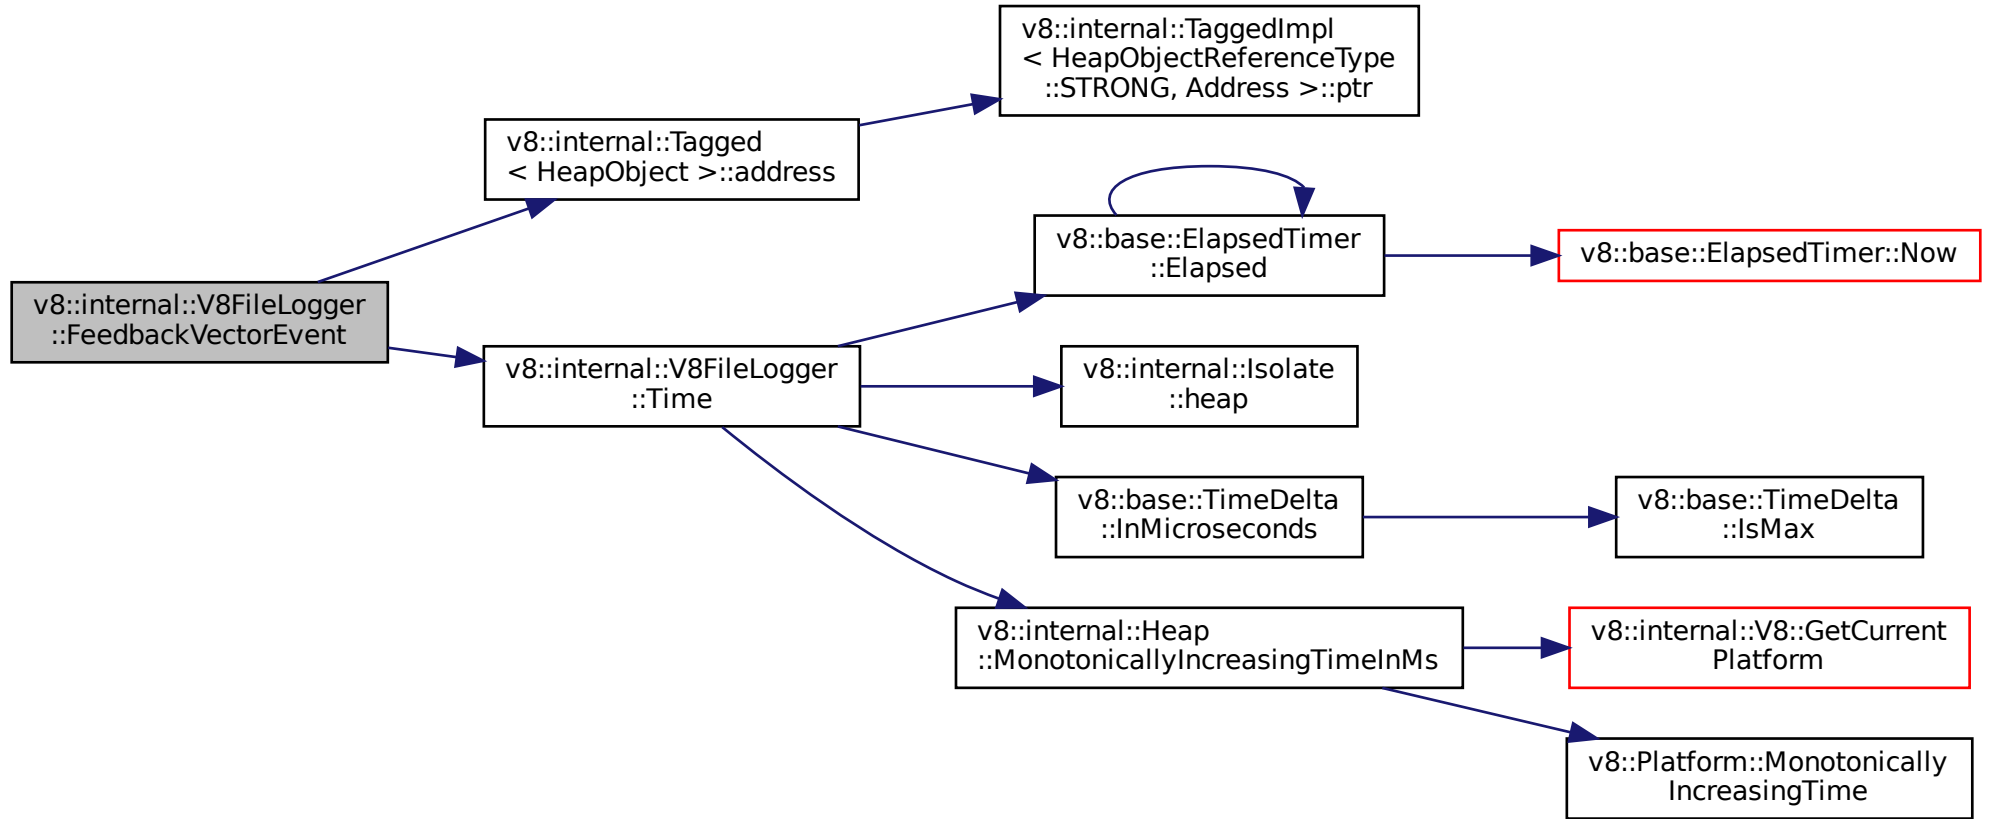 v8::internal::V8FileLogger
::FeedbackVectorEvent
v8::internal::Tagged
< HeapObject >::address
v8::internal::TaggedImpl
< HeapObjectReferenceType
::STRONG, Address >::ptr
v8::internal::V8FileLogger
::Time
v8::base::ElapsedTimer
::Elapsed
v8::base::ElapsedTimer::Now
v8::internal::Isolate
::heap
v8::base::TimeDelta
::InMicroseconds
v8::base::TimeDelta
::IsMax
v8::internal::Heap
::MonotonicallyIncreasingTimeInMs
v8::internal::V8::GetCurrent
Platform
v8::Platform::Monotonically
IncreasingTime